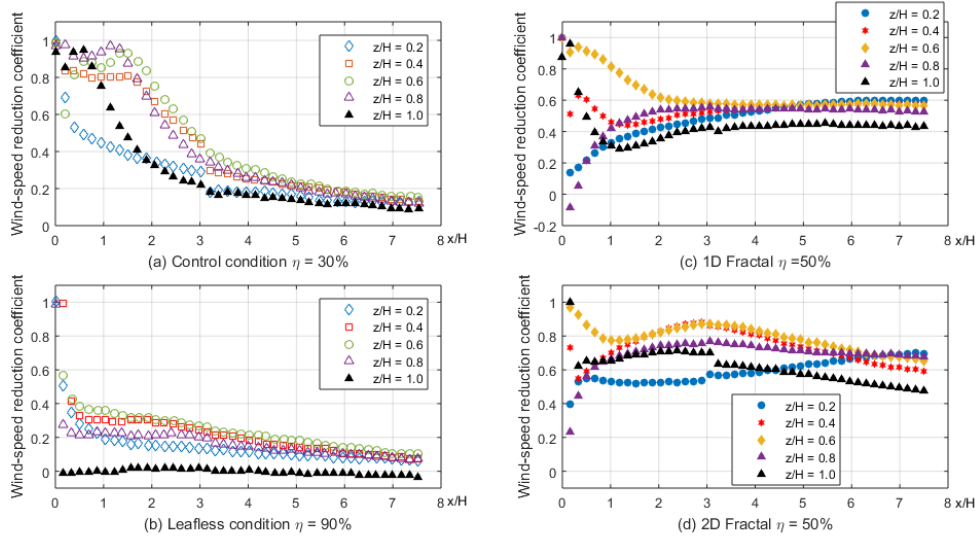 Wind-speed reduction coefficient
1
0.8
0.6
0.4
0.2
0
0 1 2 3 4 5 6 7 8 x/H
z/H = 0.2
z/H = 0.4
z/H = 0.6
z/H = 0.8
z/H = 1.0
(a) Control condition η = 30%
Wind-speed reduction coefficient
1
0.8
0.6
0.4
0.2
0
0 1 2 3 4 5 6 7 8 x/H
z/H = 0.2
z/H = 0.4
z/H = 0.6
z/H = 0.8
z/H = 1.0
(b) Leafless condition η = 90%
Wind-speed reduction coefficient
1
0.8
0.6
0.4
0.2
0
-0.2
0 1 2 3 4 5 6 7 8 x/H
z/H = 0.2
z/H = 0.4
z/H = 0.6
z/H = 0.8
z/H = 1.0
(c) 1D Fractal η =50%
Wind-speed reduction coefficient
1
0.8
0.6
0.4
0.2
0
0 1 2 3 4 5 6 7 8 x/H
z/H = 0.2
z/H = 0.4
z/H = 0.6
z/H = 0.8
z/H = 1.0
(d) 2D Fractal η = 50%